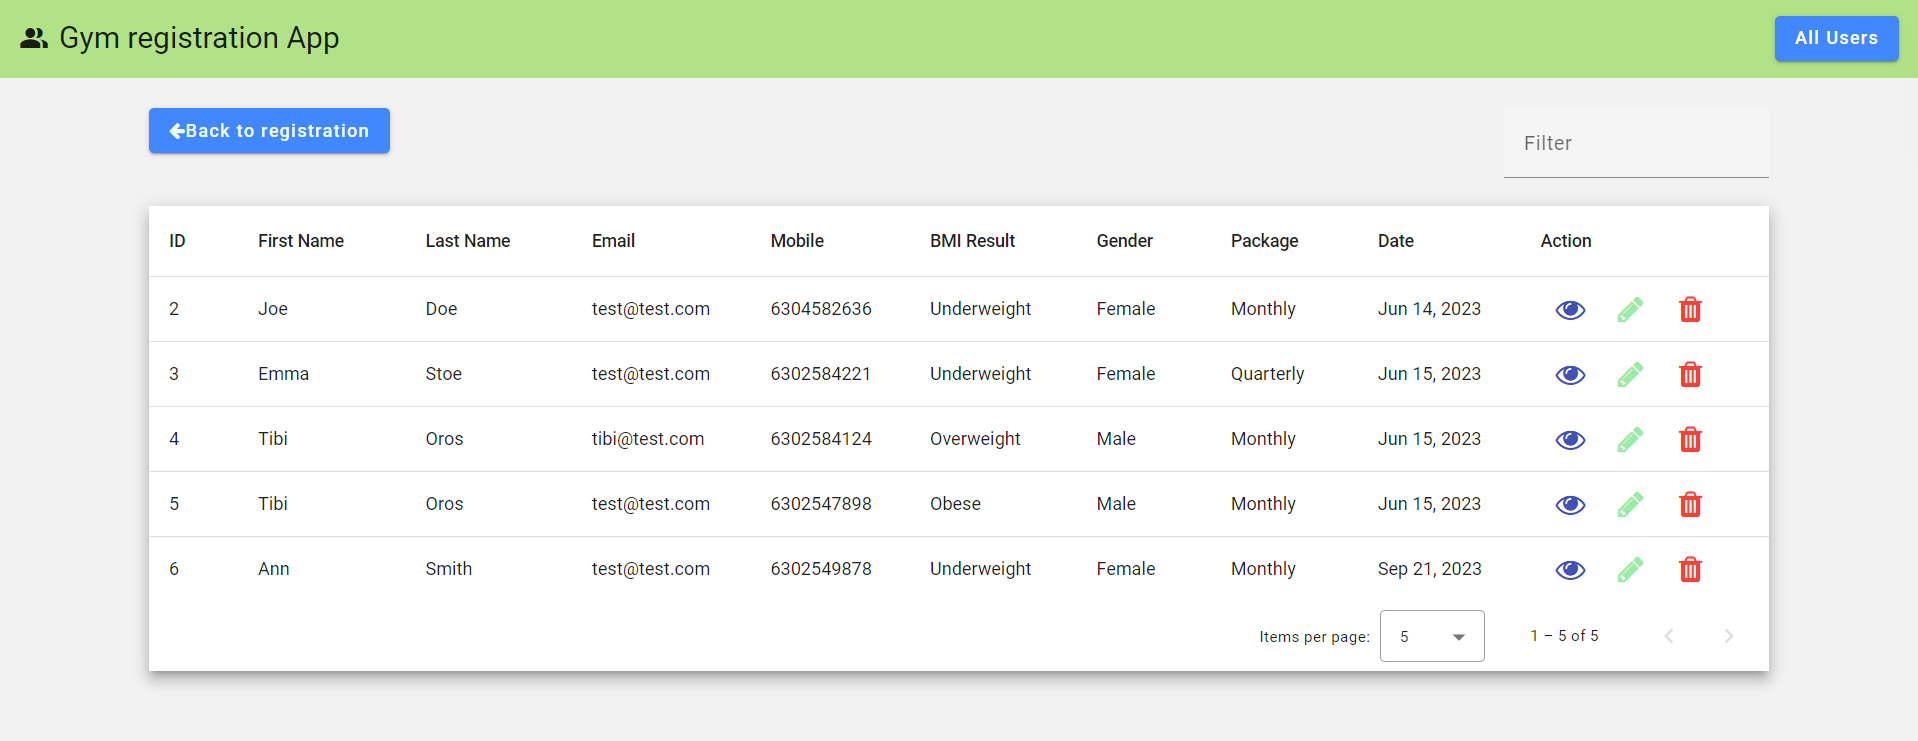 Gym registration App
All Users
Back to registration
Filter
ID First Name Last Name Email Mobile BMI Result Gender Package Date Action
2 Joe Doe test@test.com 6304582636 Underweight Female Monthly Jun 14, 2023
3 Emma Stoe test@test.com 6302584221 Underweight Female Quarterly Jun 15, 2023
4 Tibi Oros tibi@test.com 6302584124 Overweight Male Monthly Jun 15, 2023
5 Tibi Oros test@test.com 6302547898 Obese Male Monthly Jun 15, 2023
6 Ann Smith test@test.com 6302549878 Underweight Female Monthly Sep 21, 2023
Items per page: 5 1 – 5 of 5